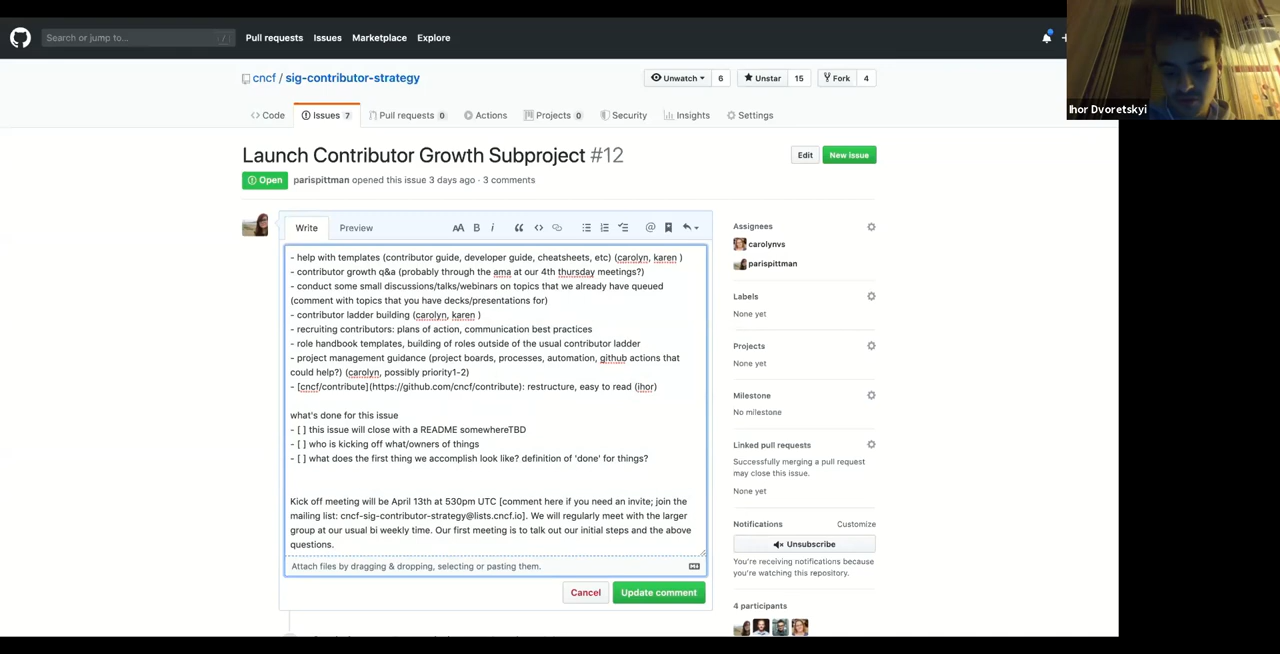 Search or jump to... /
Pull requests Issues Marketplace Explore
Ihor Dvoretskyi
cncf / sig-contributor-strategy
Unwatch 6 Unstar 15 Fork 4
Code Issues 7 Pull requests 0 Actions Projects 0 Security Insights Settings
Launch Contributor Growth Subproject #12
Edit New issue
Open parispittman opened this issue 3 days ago · 3 comments
Write Preview
- help with templates (contributor guide, developer guide, cheatsheets, etc) (carolyn, karen )
- contributor growth q&a (probably through the ama at our 4th thursday meetings?)
- conduct some small discussions/talks/webinars on topics that we already have queued
(comment with topics that you have decks/presentations for)
- contributor ladder building (carolyn, karen )
- recruiting contributors: plans of action, communication best practices
- role handbook templates, building of roles outside of the usual contributor ladder
- project management guidance (project boards, processes, automation, github actions that
could help?) (carolyn, possibly priority1-2)
- [cncf/contribute](https://github.com/cncf/contribute): restructure, easy to read (ihor)
what's done for this issue
- [ ] this issue will close with a README somewhereTBD
- [ ] who is kicking off what/owners of things
- [ ] what does the first thing we accomplish look like? definition of 'done' for things?
Kick off meeting will be April 13th at 530pm UTC [comment here if you need an invite; join the
mailing list: cncf-sig-contributor-strategy@lists.cncf.io]. We will regularly meet with the larger
group at our usual bi weekly time. Our first meeting is to talk out our initial steps and the above
questions.
Attach files by dragging & dropping, selecting or pasting them.
Cancel Update comment
Assignees
carolynvs
parispittman
Labels
None yet
Projects
None yet
Milestone
No milestone
Linked pull requests
Successfully merging a pull request
may close this issue.
None yet
Notifications Customize
Unsubscribe
You're receiving notifications because
you're watching this repository.
4 participants